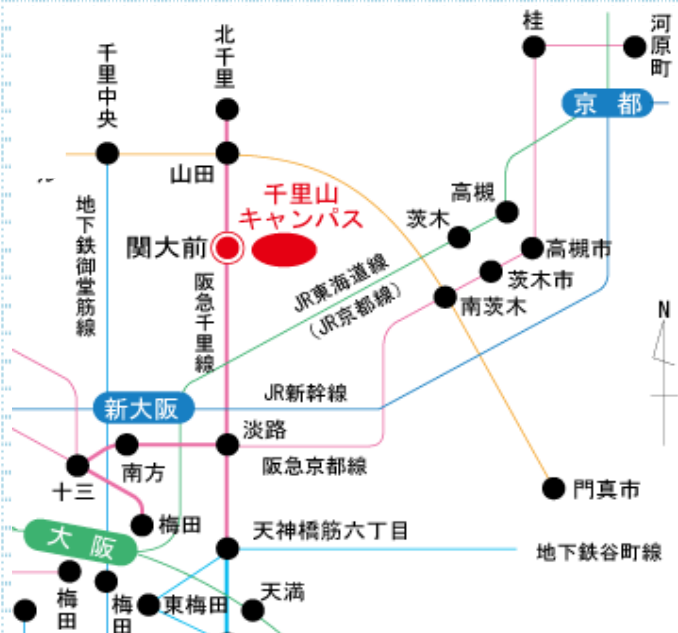 桂
河原町
北千里
千里中央
京都
山田
千里山
キャンパス
高槻
茨木
関大前
高槻市
茨木市
南茨木
地下鉄御堂筋線
阪急千里線
JR東海道線
(JR京都線)
N
新大阪
JR新幹線
淡路
阪急京都線
南方
十三
門真市
梅田
天神橋筋六丁目
地下鉄谷町線
大阪
梅田
梅田
東梅田
天満